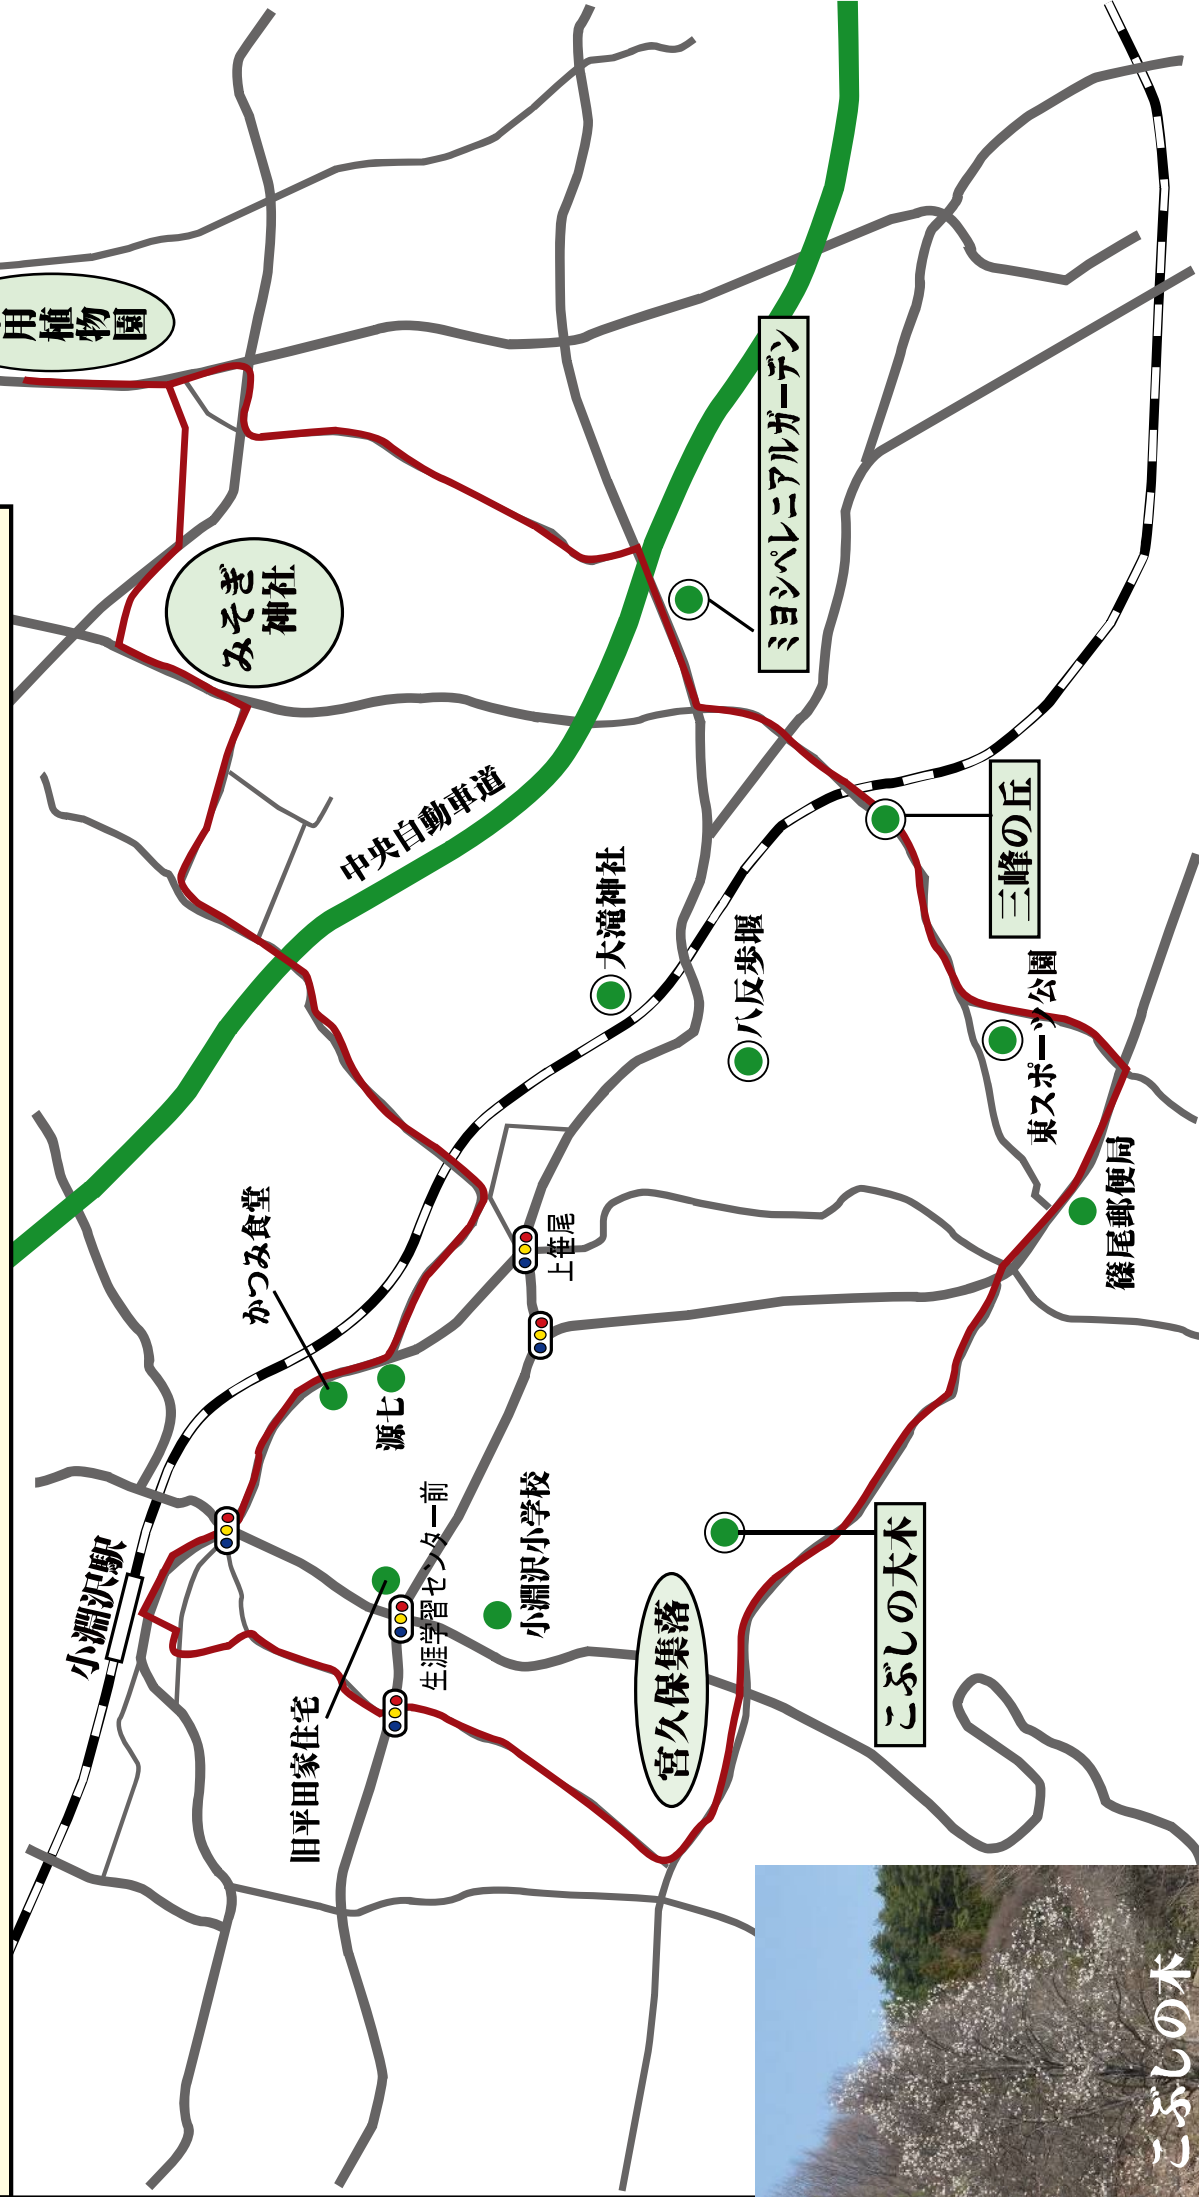 用植物園
みそぎ
神社
ミヨシペレニアルガーデン
中央自動車道
大滝神社
八反歩堰
三峰の丘
東スポーツ公園
篠尾郵便局
かつみ食堂
上笹尾
源七
小淵沢駅
生涯学習センター前
小淵沢小学校
旧平田家住宅
宮久保集落
こぶしの大木
こぶしの木